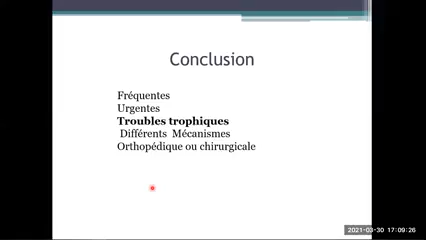 Conclusion
Fréquentes
Urgentes
Troubles trophiques
Différents Mécanismes
Orthopédique ou chirurgicale
2021-03-30 17:09:26